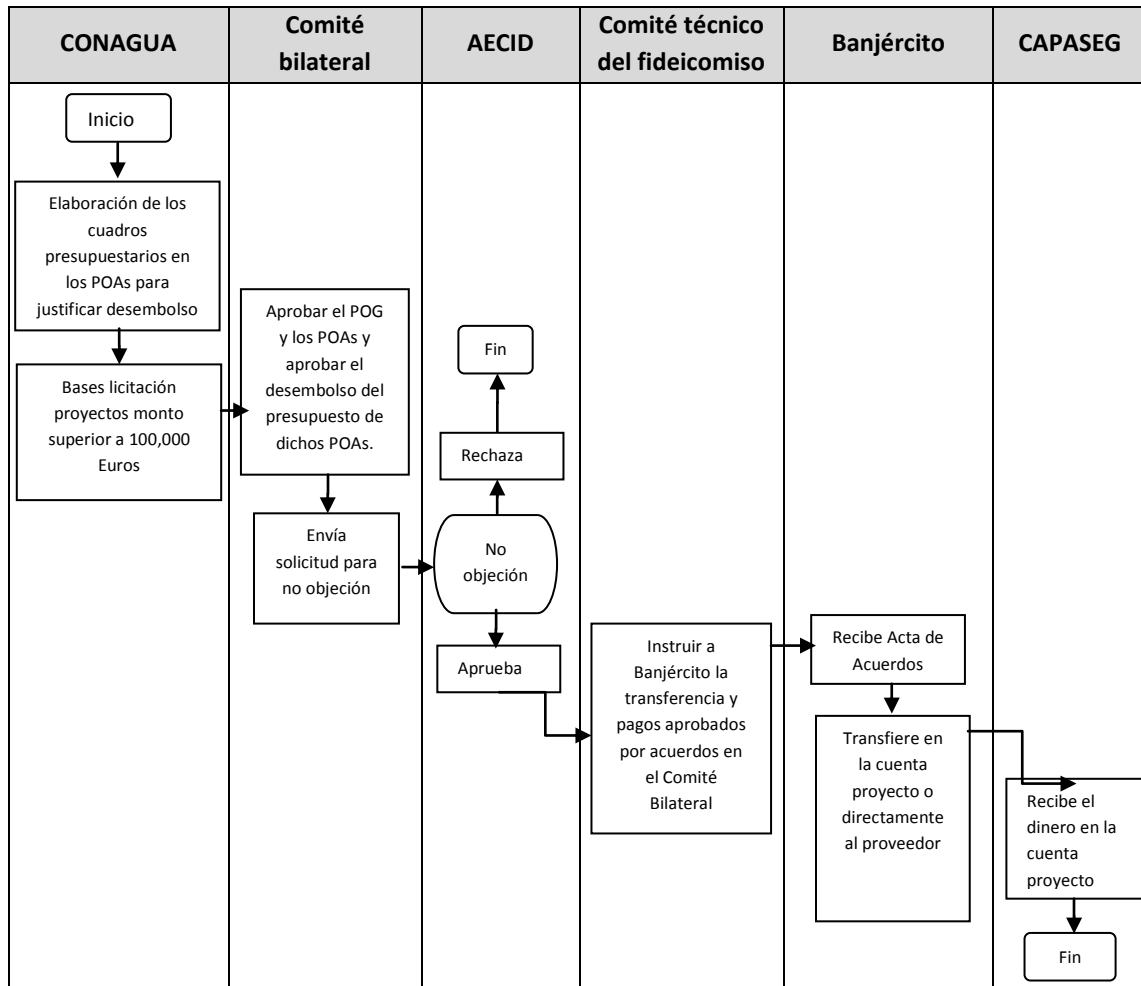 CONAGUA
Comité
bilateral
AECID
Comité técnico
del fideicomiso
Banjército
CAPASEG
Inicio
Elaboración de los
cuadros
presupuestarios en
los POAs para
justificar desembolso
Bases licitación
proyectos monto
superior a 100,000
Euros
Aprobar el POG
y los POAs y
aprobar el
desembolso del
presupuesto de
dichos POAs.
Envía
solicitud para
no objeción
Fin
Rechaza
No
objeción
Aprueba
Instruir a
Banjército la
transferencia y
pagos aprobados
por acuerdos en
el Comité
Bilateral
Recibe Acta de
Acuerdos
Transfiere en
la cuenta
proyecto o
directamente
al proveedor
Recibe el
dinero en la
cuenta
proyecto
Fin